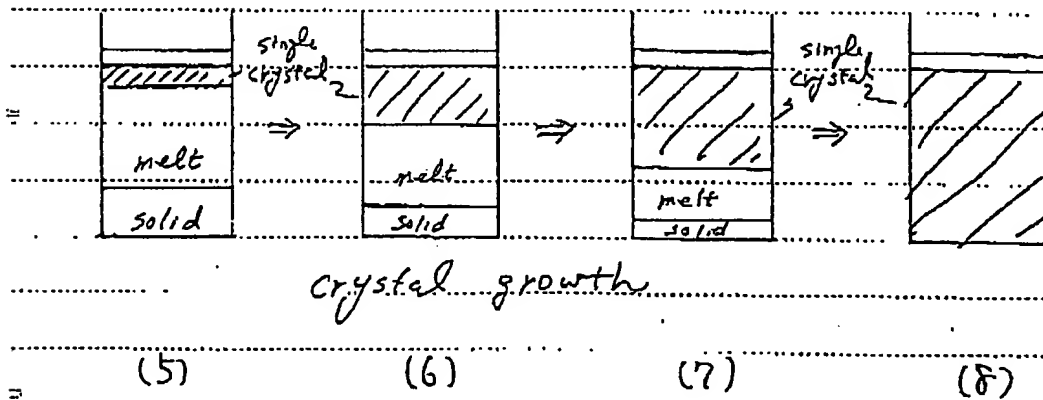 single
crystal
single
crystal
melt
solid
⇒
melt
solid
⇒
melt
solid
⇒
crystal growth
(5)
(6)
(7)
(8)